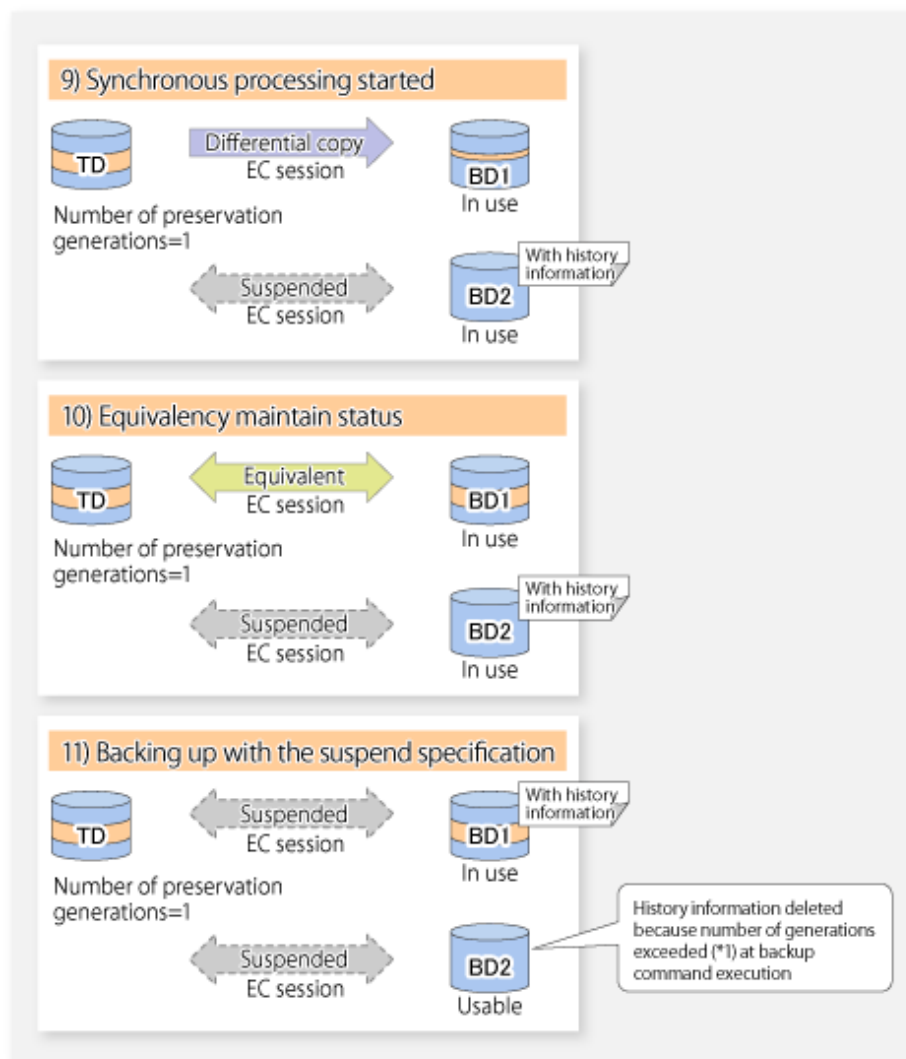 9) Synchronous processing started
TD
Differential copy
EC session
BD1
In use
Number of preservation
generations=1
Suspended
EC session
BD2
With history
information
In use
10) Equivalency maintain status
TD
Equivalent
EC session
BD1
In use
Number of preservation
generations=1
Suspended
EC session
BD2
With history
information
In use
11) Backing up with the suspend specification
TD
Suspended
EC session
BD1
With history
information
In use
Number of preservation
generations=1
Suspended
EC session
BD2
Usable
History information deleted
because number of generations
exceeded (*1) at backup
command execution